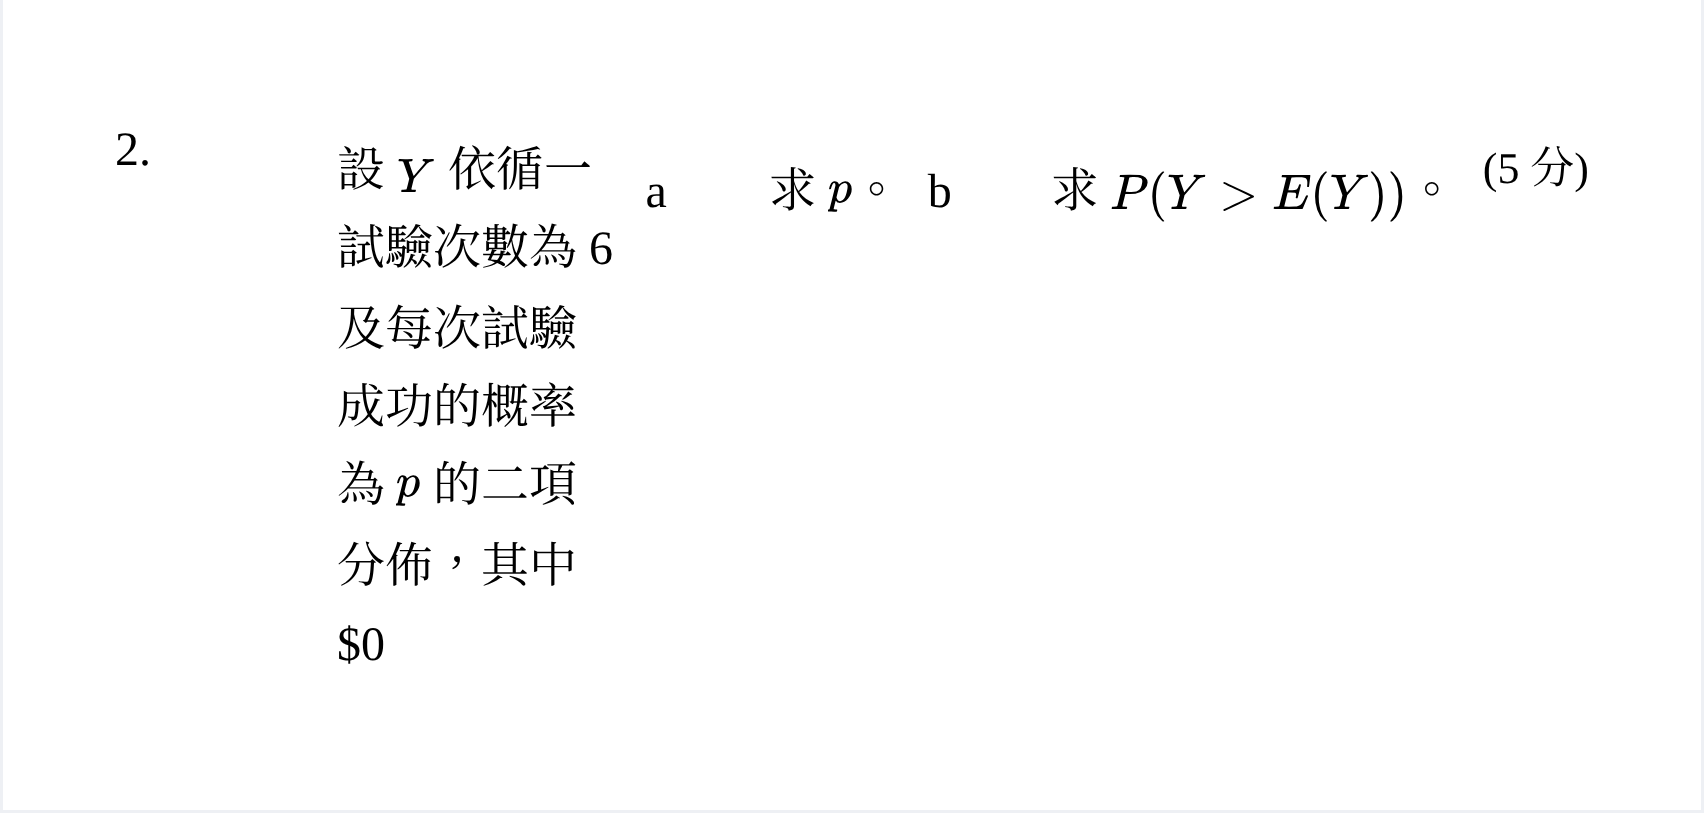 2.
設 Y 依循一
試驗次數為 6
及每次試驗
成功的概率
為 p 的二項
分佈，其中
$0
a 求 p。 b 求 P(Y > E(Y))。 (5 分)